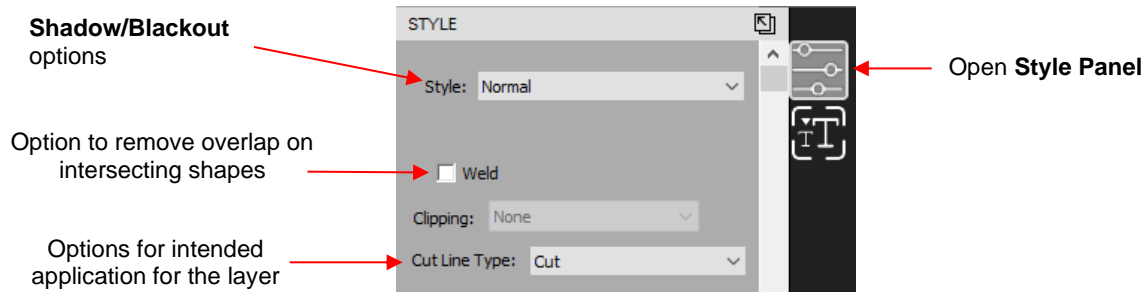 Shadow/Blackout
options
STYLE
Style: Normal
Open Style Panel
T T
Option to remove overlap on
intersecting shapes
Weld
Clipping: None
Options for intended
application for the layer
Cut Line Type: Cut